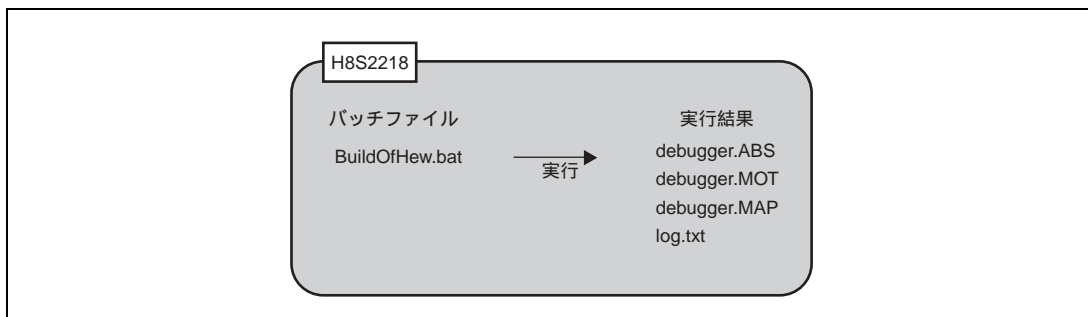 H8S2218
バッチファイル
BuildOfHew.bat
実行
実行結果
debugger.ABS
debugger.MOT
debugger.MAP
log.txt